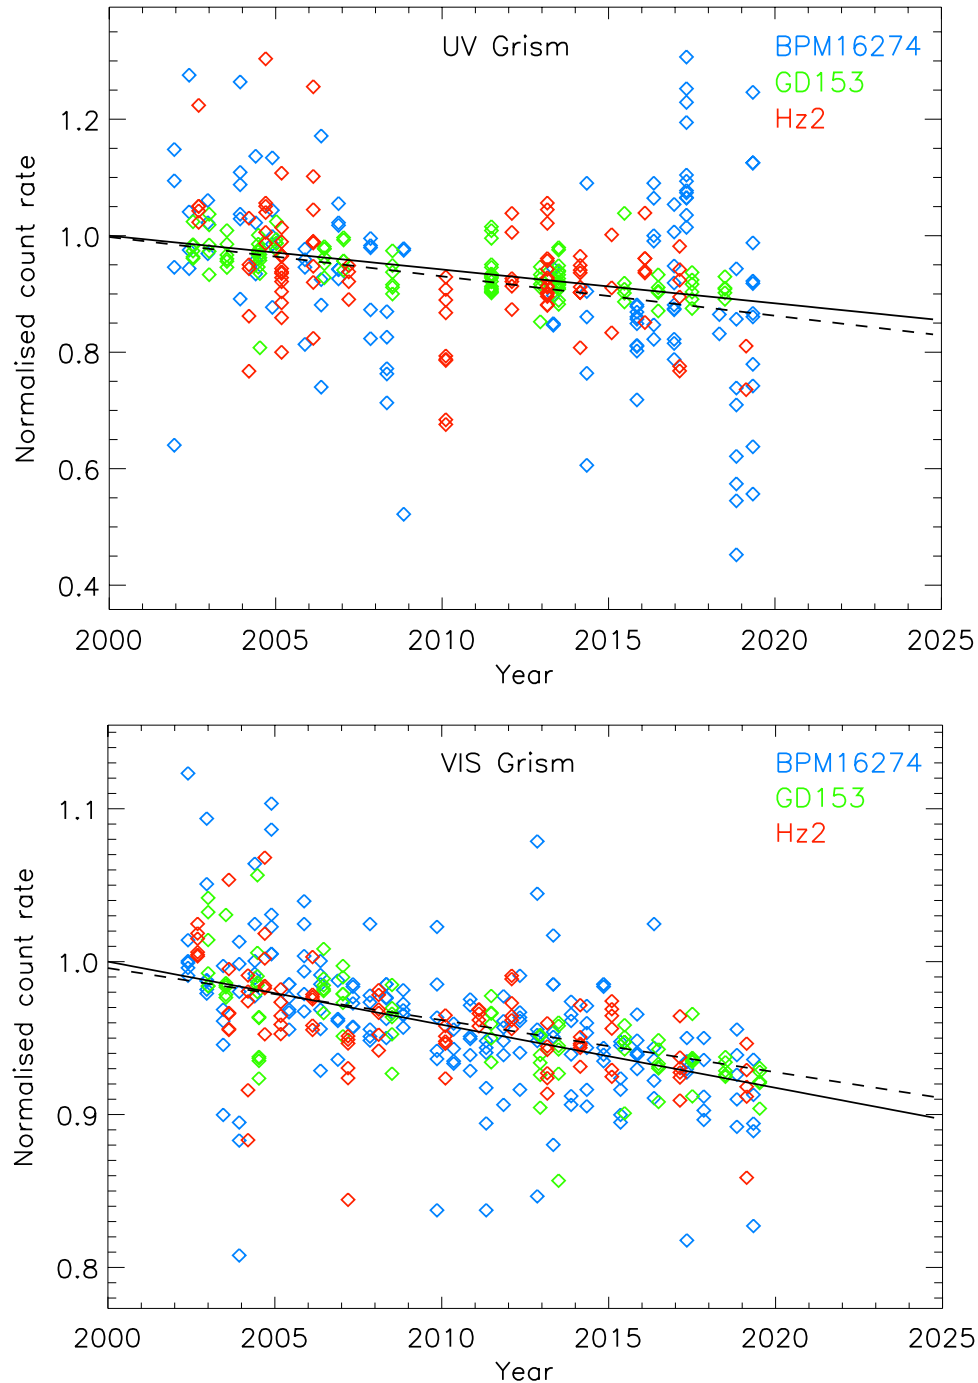 UV Grism
BPM16274
GD153
Hz2
Normalised count rate
1.2
1.0
0.8
0.6
0.4
2000 2005 2010 2015 2020 2025
Year
VIS Grism
BPM16274
GD153
Hz2
Normalised count rate
1.1
1.0
0.9
0.8
2000 2005 2010 2015 2020 2025
Year